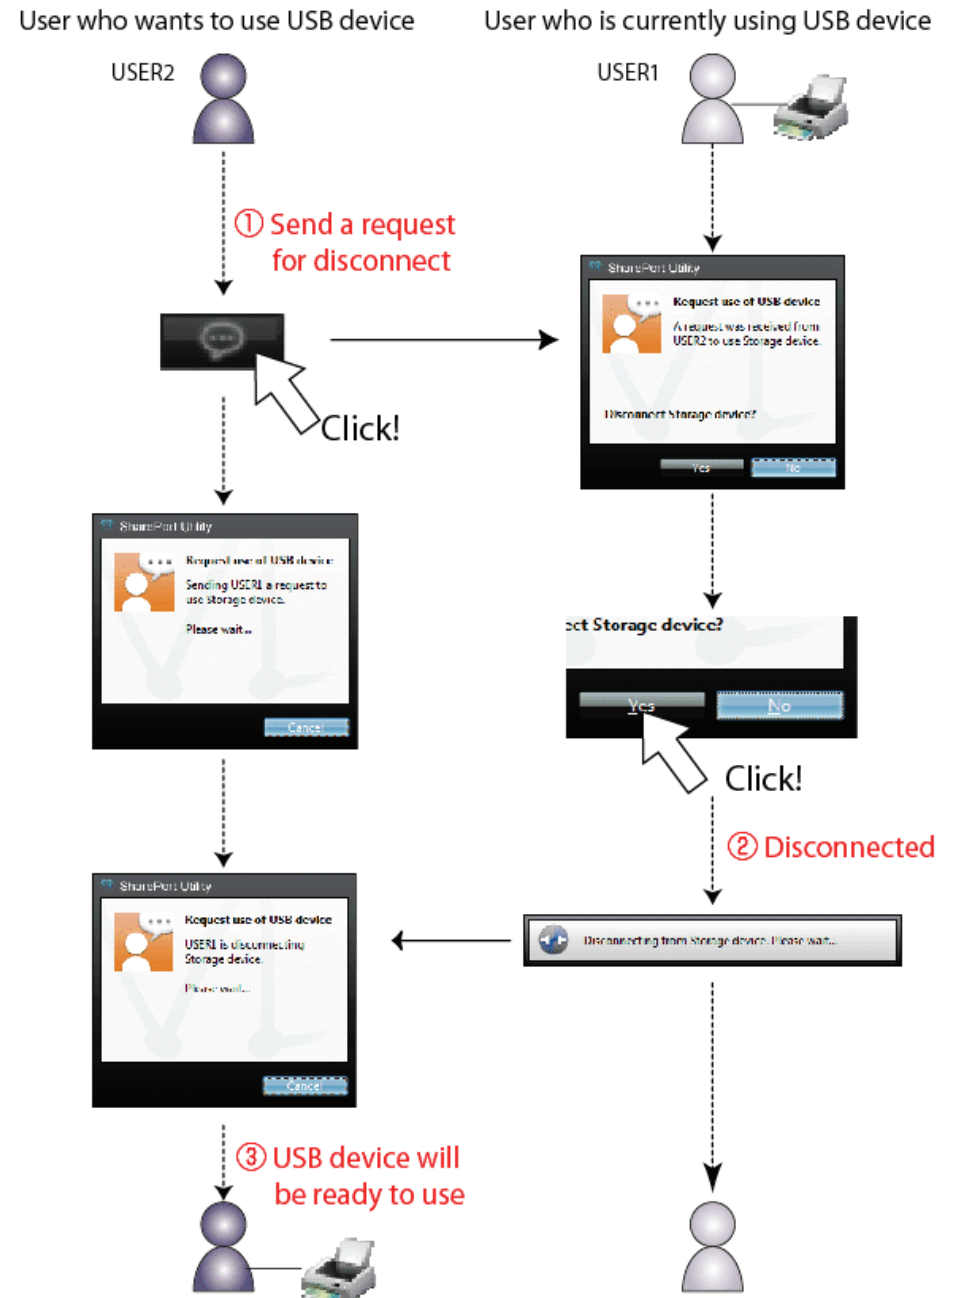 User who wants to use USB device
User who is currently using USB device
USER2
USER1
① Send a request
for disconnect
SharePort Utility
Request use of USB device
A request was received from
USER2 to use Storage device.
Disconnect Storage device?
Yes
No
Click!
SharePort Utility
Request use of USB device
Sending USER1 a request to
use Storage device.
Please wait...
Cancel
ect Storage device?
Yes
No
Click!
② Disconnected
SharePort Utility
Request use of USB device
USER1 is disconnecting
Storage device.
Please wait...
Cancel
Disconnecting from Storage device. Please wait...
③ USB device will
be ready to use